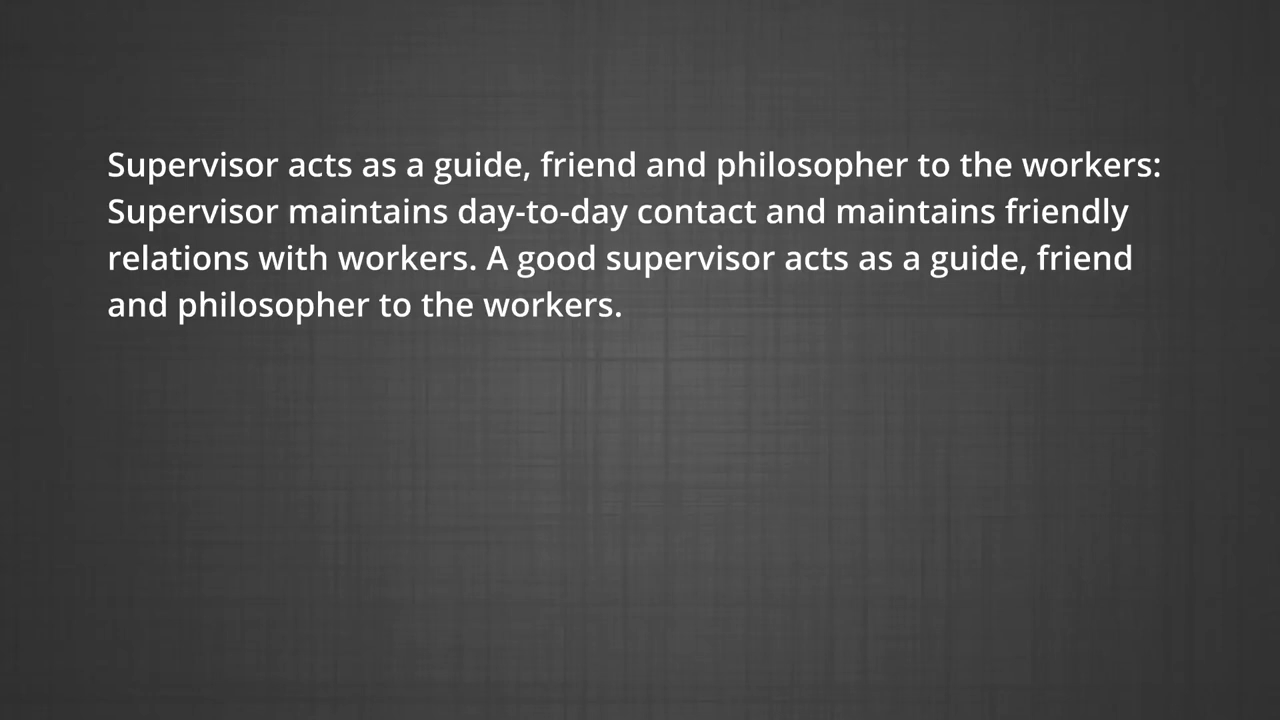 Supervisor acts as a guide, friend and philosopher to the workers:
Supervisor maintains day-to-day contact and maintains friendly
relations with workers. A good supervisor acts as a guide, friend
and philosopher to the workers.